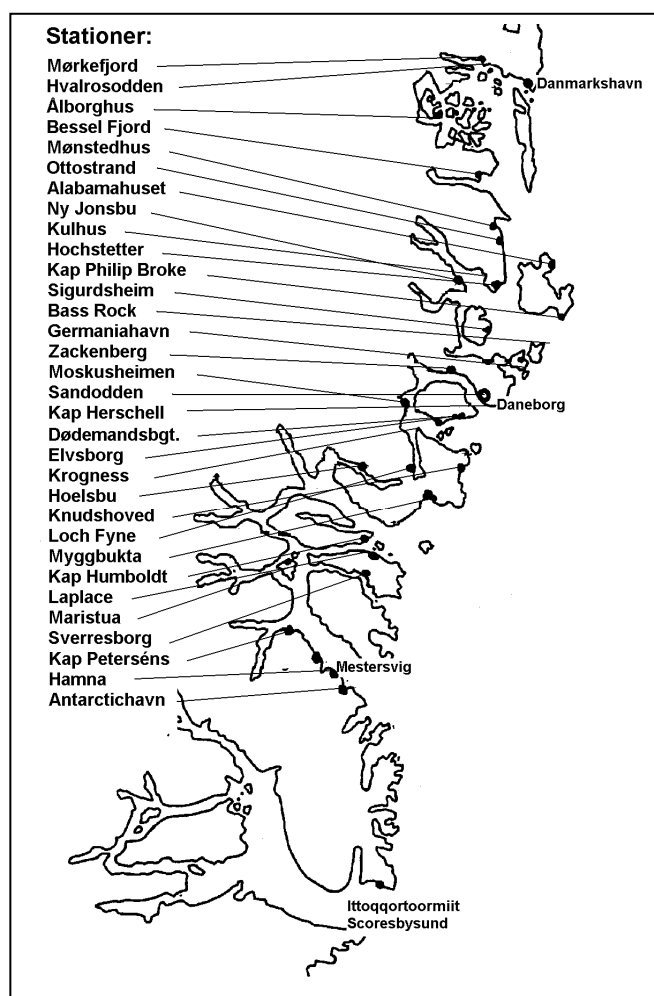 Stationer:
Mørkefjord
Hvalrosodden
Ålborghus
Bessel Fjord
Mønstedhus
Ottostrand
Alabamahuset
Ny Jonsbu
Kulhus
Hochstetter
Kap Philip Broke
Sigurdsheim
Bass Rock
Germaniahavn
Zackenberg
Moskusheimen
Sandodden
Kap Herschell
Dødemandsbgt.
Elvsborg
Krogness
Hoelsbu
Knudshoved
Loch Fyne
Myggbukta
Kap Humboldt
Laplace
Maristua
Sverresborg
Kap Peterséns
Hamna
Antarctichavn
Danmarkshavn
Daneborg
Mestersvig
Ittoqqortoormiit
Scoresbysund